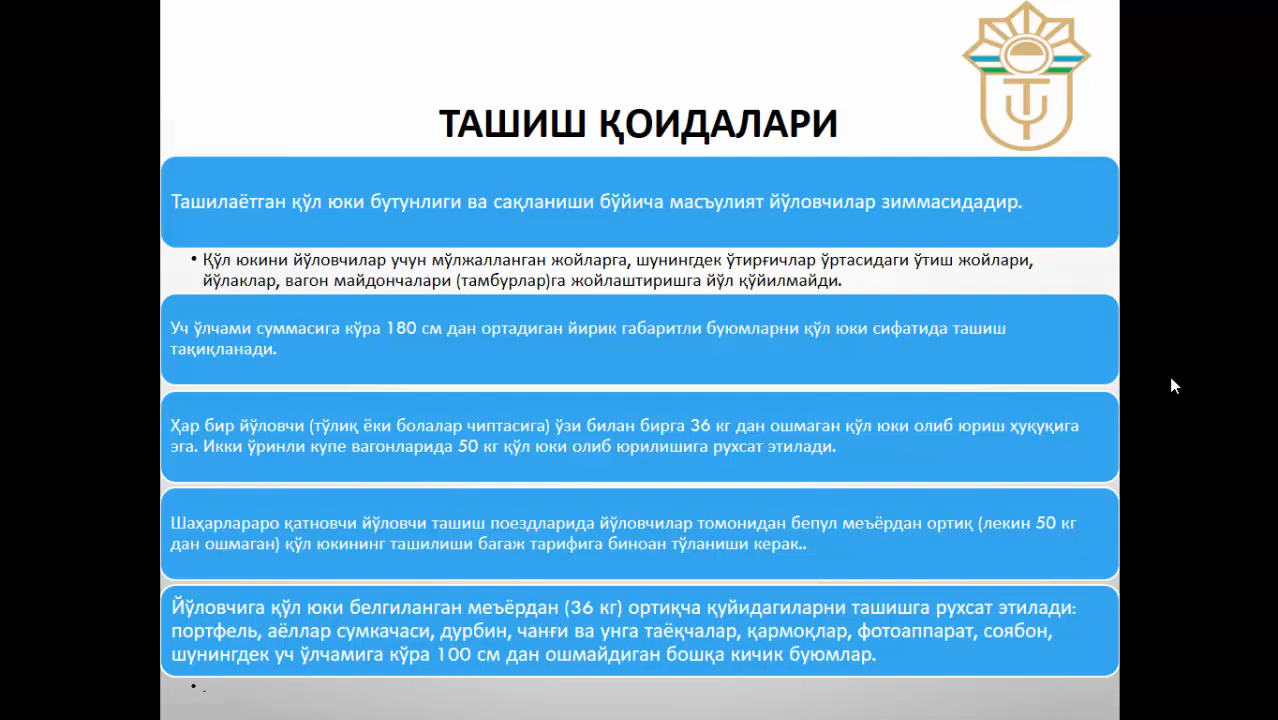 ТАШИШ ҚОИДАЛАРИ
Ташилаётган қўл юки бутунлиги ва сақланиши бўйича масъулият йўловчилар зиммасидадир.
• Қўл юкини йўловчилар учун мўлжалланган жойларга, шунингдек ўтирғичлар ўртасидаги ўтиш жойлари,
йўлаклар, вагон майдончалари (тамбурлар)га жойлаштиришга йўл қўйилмайди.
Уч ўлчами суммасига кўра 180 см дан ортадиган йирик габаритли буюмларни қўл юки сифатида ташиш
тақиқланади.
Ҳар бир йўловчи (тўлиқ ёки болалар чиптасига) ўзи билан бирга 36 кг дан ошмаган қўл юки олиб юриш ҳуқуқига
эга. Икки ўринли купе вагонларида 50 кг қўл юки олиб юрилишига рухсат этилади.
Шаҳарлараро қатновчи йўловчи ташиш поездларида йўловчилар томонидан бепул меъёрдан ортиқ (лекин 50 кг
дан ошмаган) қўл юкининг ташилиши багаж тарифига биноан тўланиши керак..
Йўловчига қўл юки белгиланган меъёрдан (36 кг) ортиқча қуйидагиларни ташишга рухсат этилади:
портфель, аёллар сумкачаси, дурбин, чанғи ва унга таёқчалар, қармоқлар, фотоаппарат, соябон,
шунингдек уч ўлчамига кўра 100 см дан ошмайдиган бошқа кичик буюмлар.
• .